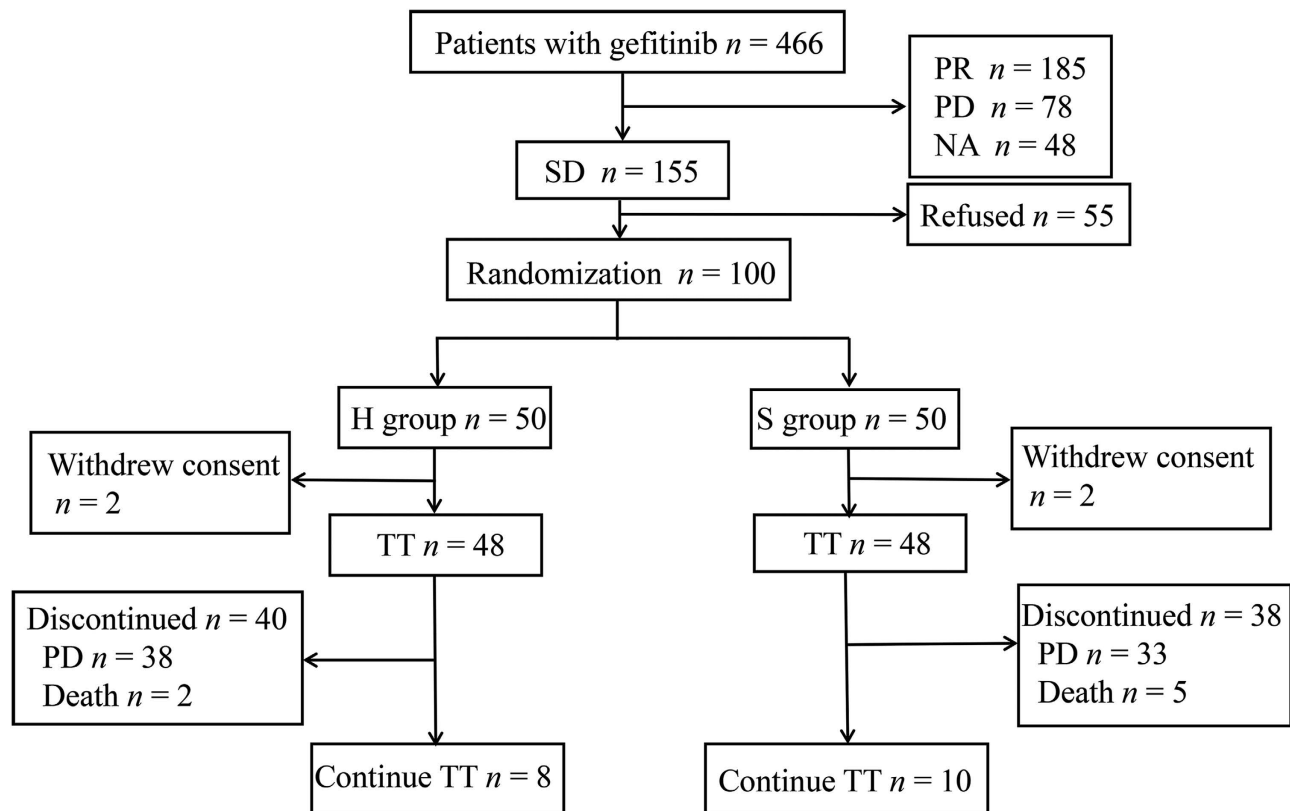 Patients with gefitinib n = 466
PR n = 185
PD n = 78
NA n = 48
SD n = 155
Refused n = 55
Randomization n = 100
H group n = 50
S group n = 50
Withdrew consent
n = 2
Withdrew consent
n = 2
TT n = 48
TT n = 48
Discontinued n = 40
PD n = 38
Death n = 2
Discontinued n = 38
PD n = 33
Death n = 5
Continue TT n = 8
Continue TT n = 10